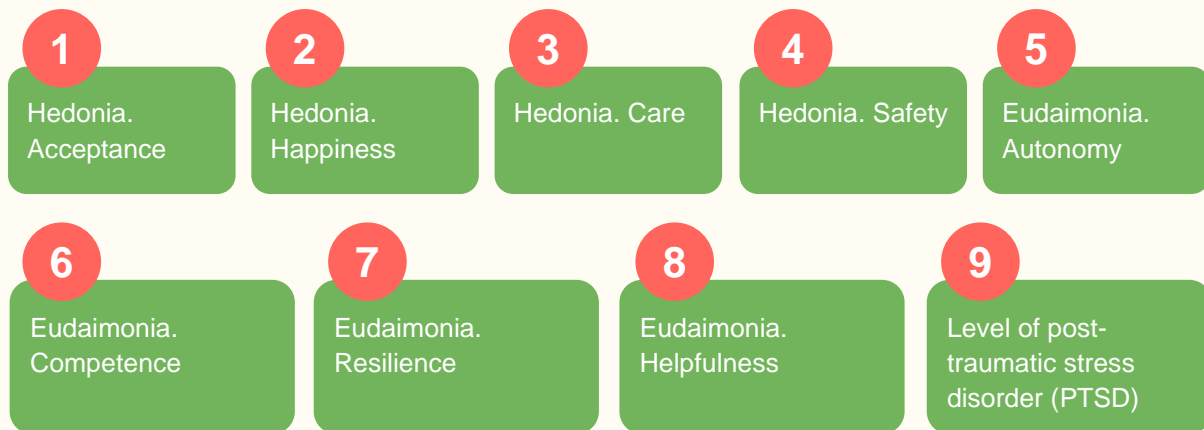 1
Hedonia.
Acceptance
2
Hedonia.
Happiness
3
Hedonia. Care
4
Hedonia. Safety
5
Eudaimonia.
Autonomy
6
Eudaimonia.
Competence
7
Eudaimonia.
Resilience
8
Eudaimonia.
Helpfulness
9
Level of post-
traumatic stress
disorder (PTSD)